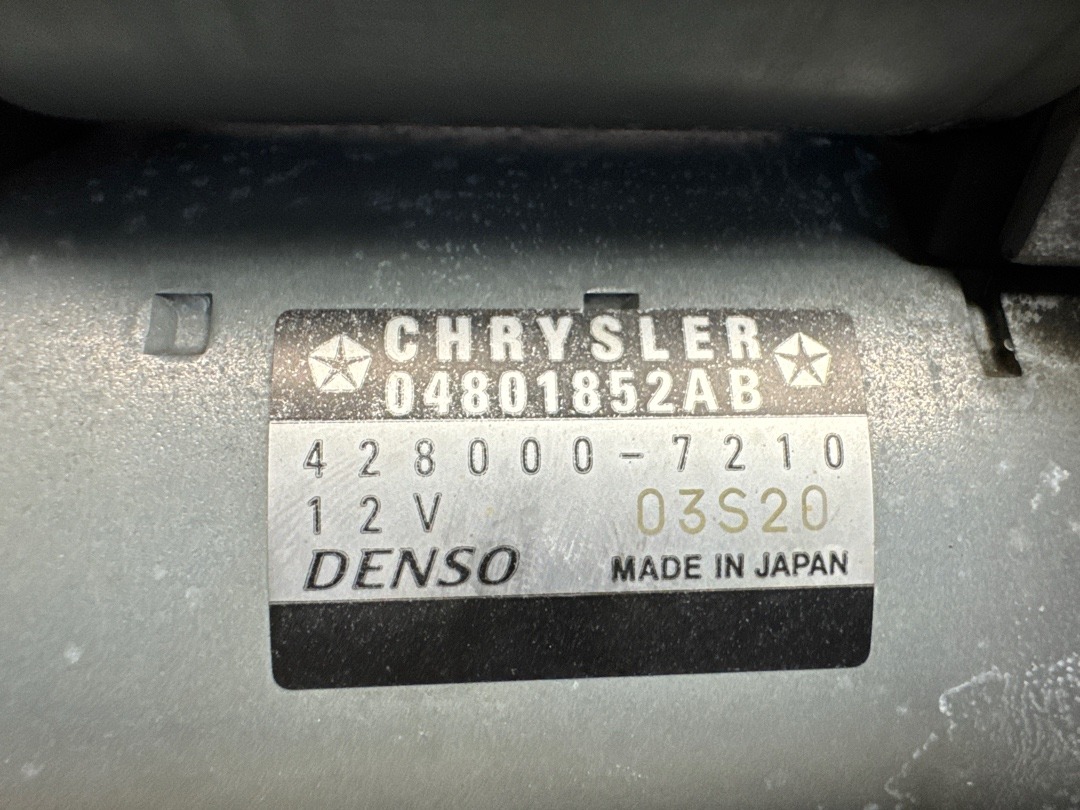 CHRYSLER
04801852AB
428000-7210
12V 03S20
DENSO MADE IN JAPAN